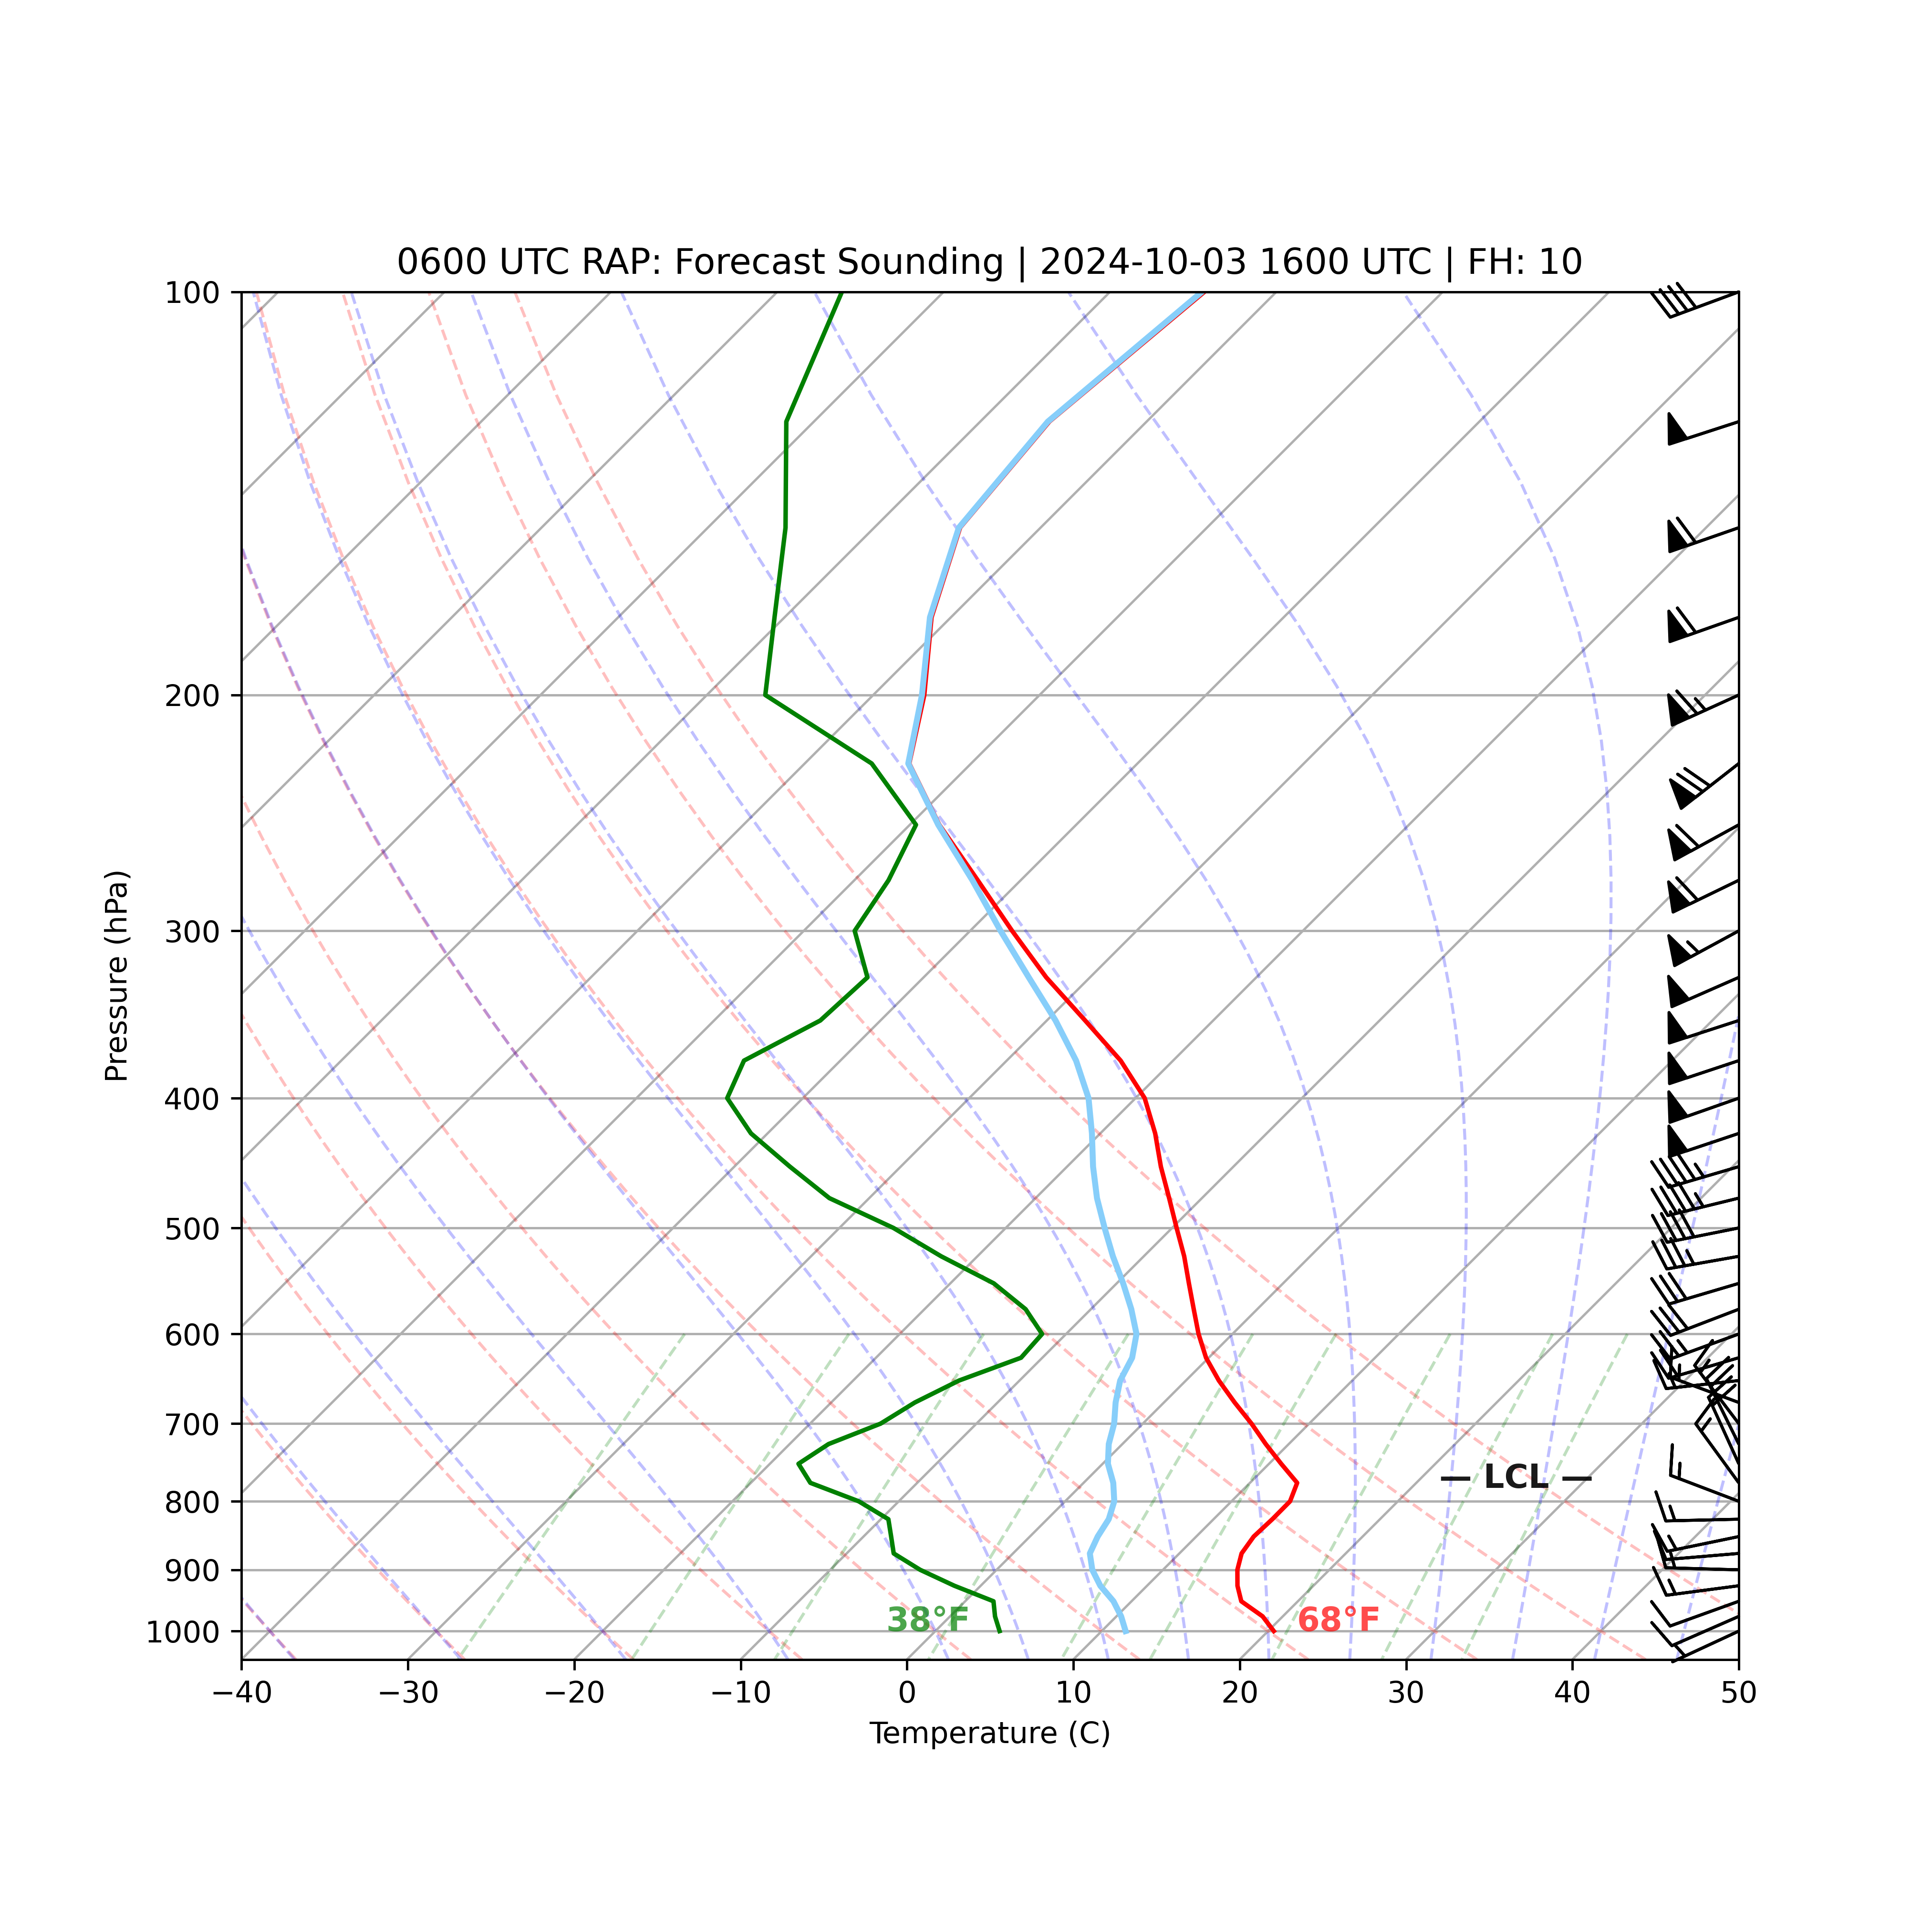 0600 UTC RAP: Forecast Sounding | 2024-10-03 1600 UTC | FH: 10
100
200
300
400
500
600
700
800
900
1000
Pressure (hPa)
— LCL —
38°F
68°F
−40 −30 −20 −10 0 10 20 30 40 50
Temperature (C)